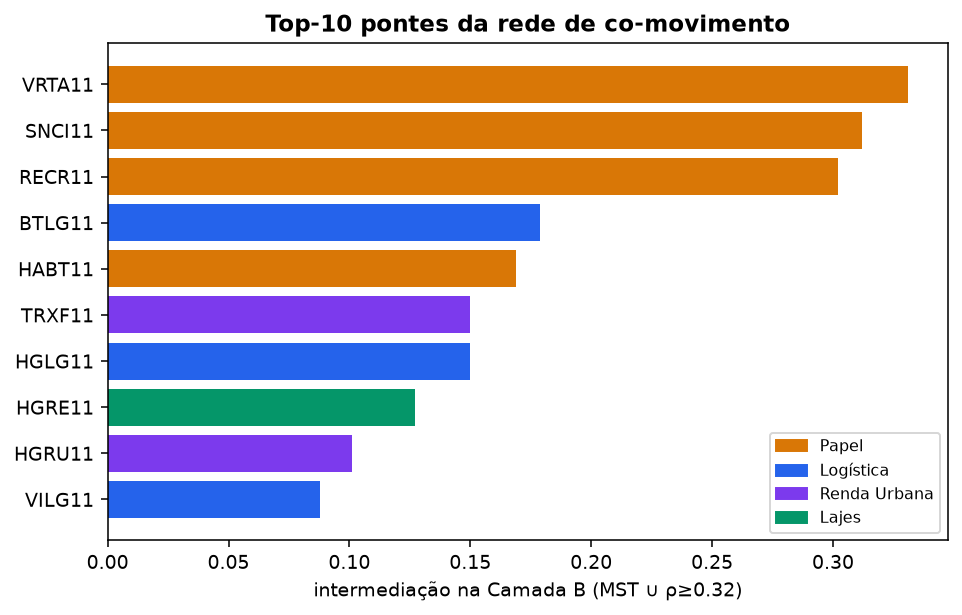 Top-10 pontes da rede de co-movimento
VRTA11
SNCI11
RECR11
BTLG11
HABT11
TRXF11
HGLG11
HGRE11
HGRU11
VILG11
Papel
Logística
Renda Urbana
Lajes
0.00 0.05 0.10 0.15 0.20 0.25 0.30
intermediação na Camada B (MST ∪ ρ≥0.32)